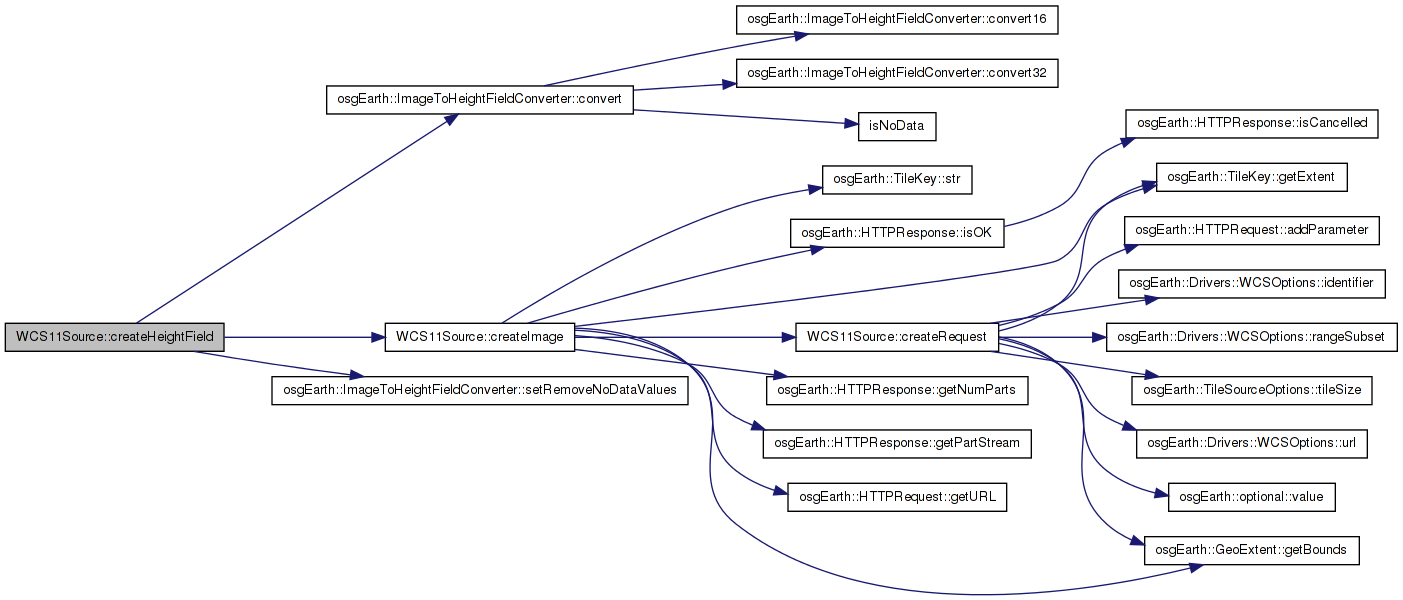 osgEarth::ImageToHeightFieldConverter::convert16
osgEarth::ImageToHeightFieldConverter::convert32
osgEarth::ImageToHeightFieldConverter::convert
isNoData
osgEarth::HTTPResponse::isCancelled
osgEarth::TileKey::str
osgEarth::TileKey::getExtent
osgEarth::HTTPResponse::isOK
osgEarth::HTTPRequest::addParameter
osgEarth::Drivers::WCSOptions::identifier
WCS11Source::createHeightField
WCS11Source::createImage
WCS11Source::createRequest
osgEarth::Drivers::WCSOptions::rangeSubset
osgEarth::ImageToHeightFieldConverter::setRemoveNoDataValues
osgEarth::HTTPResponse::getNumParts
osgEarth::TileSourceOptions::tileSize
osgEarth::HTTPResponse::getPartStream
osgEarth::Drivers::WCSOptions::url
osgEarth::HTTPRequest::getURL
osgEarth::optional::value
osgEarth::GeoExtent::getBounds